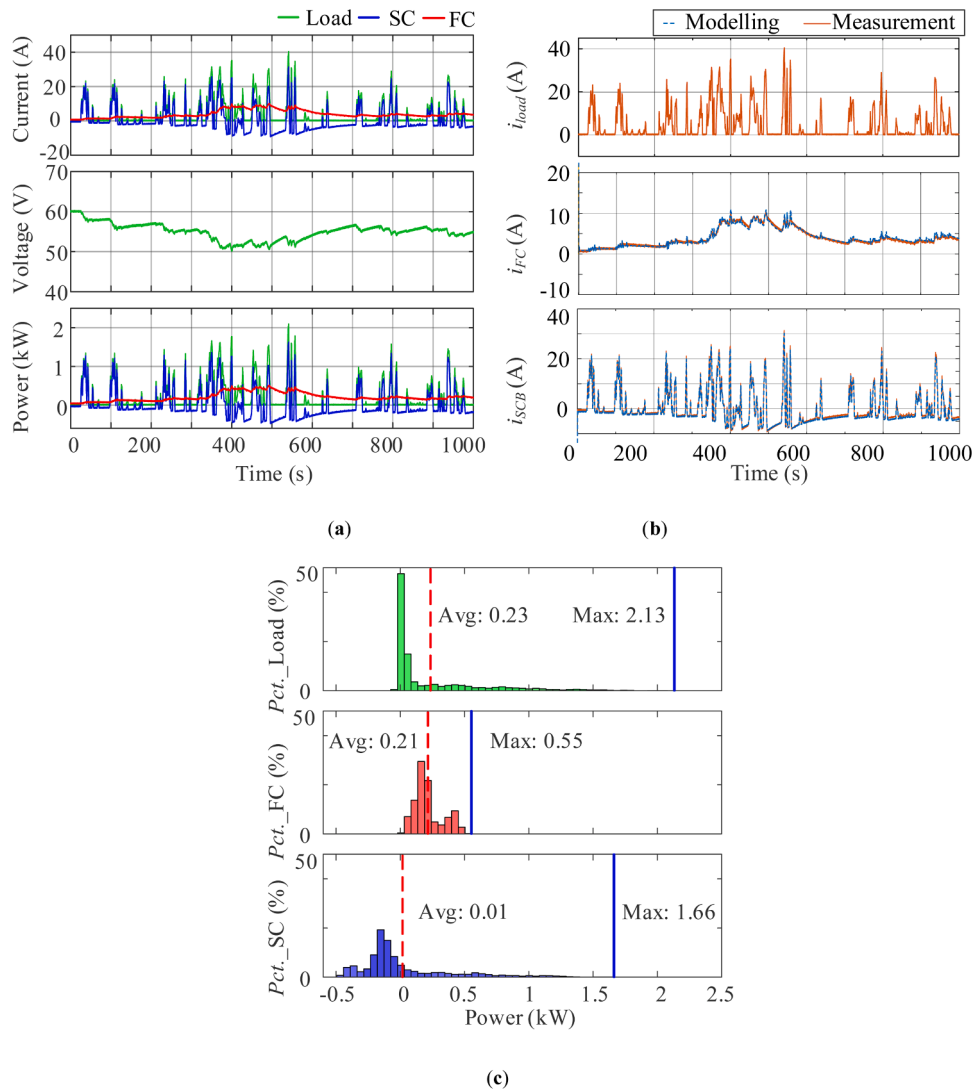 Load SC FC
Current (A)
60
40
20
0
-20
Voltage (V)
70
60
50
40
Power (kW)
2
1
0
0 200 400 600 800 1000
Time (s)
(a)
Modelling Measurement
i_load (A)
40
20
0
i_FC (A)
20
10
0
-10
i_SCB (A)
40
20
0
-10
0 200 400 600 800 1000
Time (s)
(b)
Pct._Load (%)
50
0
Avg: 0.23 Max: 2.13
Pct._FC (%)
50
0
Avg: 0.21 Max: 0.55
Pct._SC (%)
50
0
Avg: 0.01 Max: 1.66
-0.5 0 0.5 1 1.5 2 2.5
Power (kW)
(c)